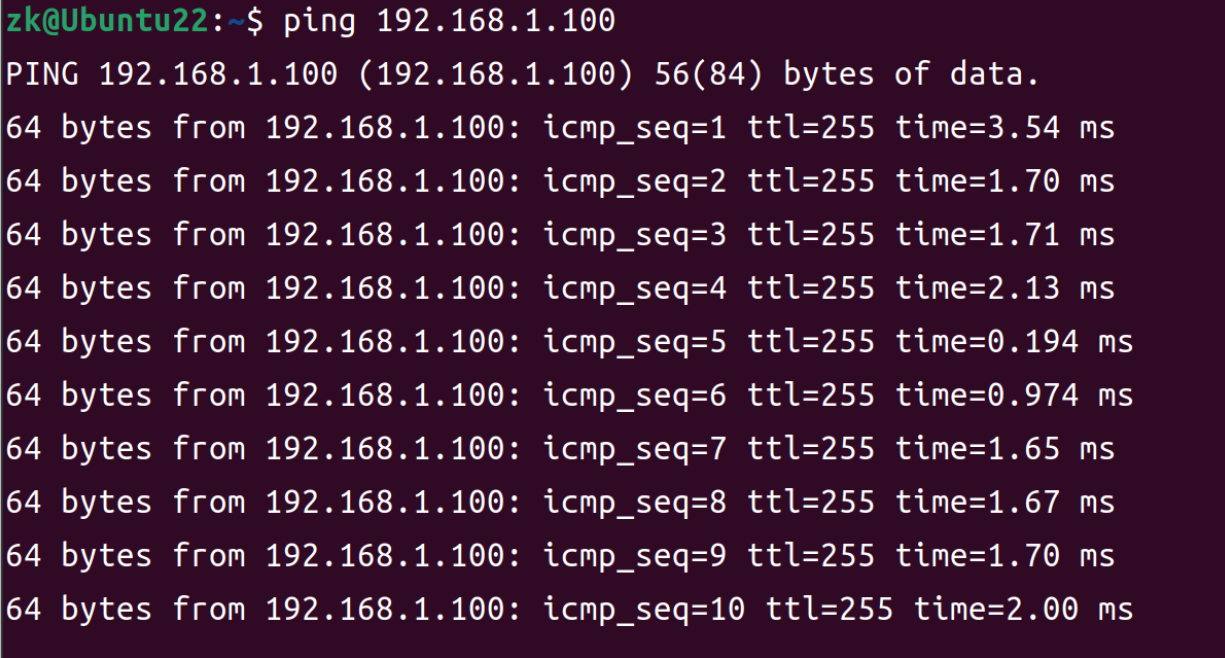 zk@Ubuntu22:~$ ping 192.168.1.100
PING 192.168.1.100 (192.168.1.100) 56(84) bytes of data.
64 bytes from 192.168.1.100: icmp_seq=1 ttl=255 time=3.54 ms
64 bytes from 192.168.1.100: icmp_seq=2 ttl=255 time=1.70 ms
64 bytes from 192.168.1.100: icmp_seq=3 ttl=255 time=1.71 ms
64 bytes from 192.168.1.100: icmp_seq=4 ttl=255 time=2.13 ms
64 bytes from 192.168.1.100: icmp_seq=5 ttl=255 time=0.194 ms
64 bytes from 192.168.1.100: icmp_seq=6 ttl=255 time=0.974 ms
64 bytes from 192.168.1.100: icmp_seq=7 ttl=255 time=1.65 ms
64 bytes from 192.168.1.100: icmp_seq=8 ttl=255 time=1.67 ms
64 bytes from 192.168.1.100: icmp_seq=9 ttl=255 time=1.70 ms
64 bytes from 192.168.1.100: icmp_seq=10 ttl=255 time=2.00 ms